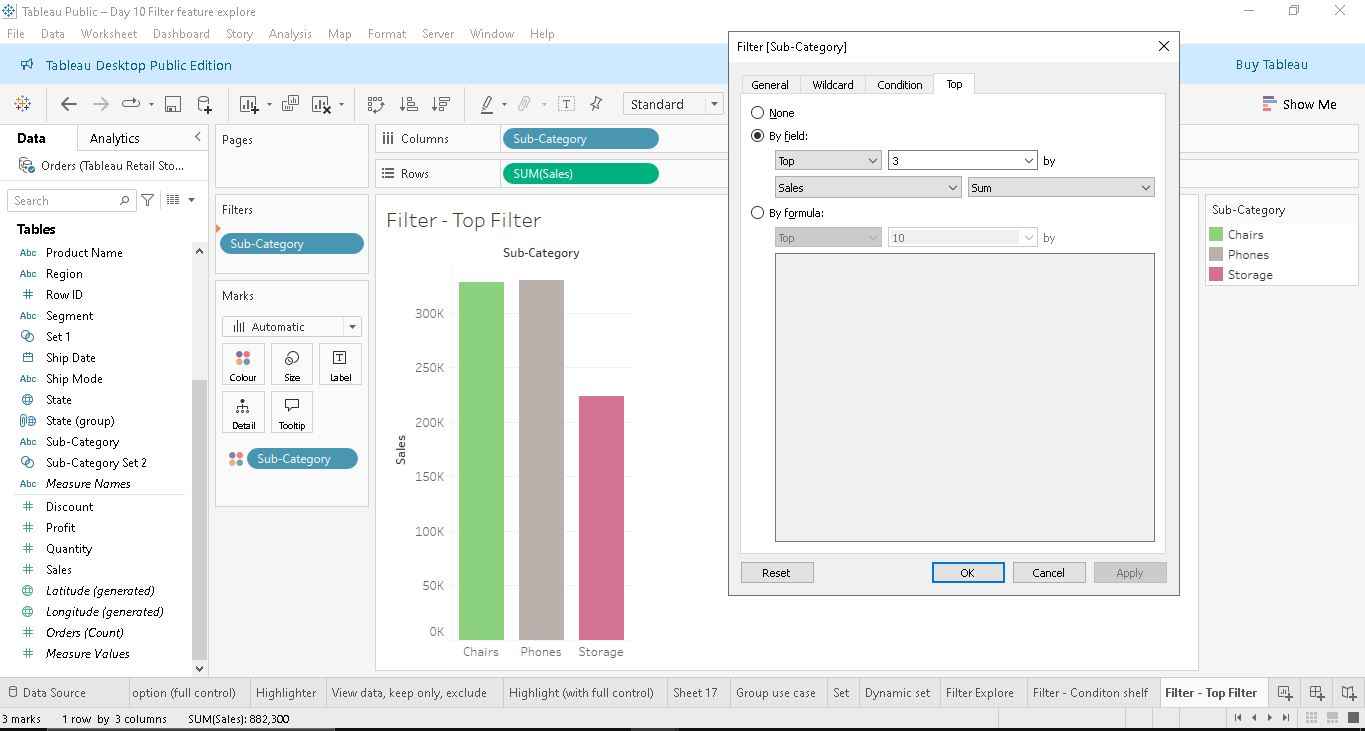 Tableau Public – Day 10 Filter feature explore
File Data Worksheet Dashboard Story Analysis Map Format Server Window Help
Tableau Desktop Public Edition
Buy Tableau
Standard
Show Me
Data
Analytics
Orders (Tableau Retail Sto...
Search
Tables
Abc Product Name
Abc Region
# Row ID
Abc Segment
Set 1
Ship Date
Abc Ship Mode
State
State (group)
Abc Sub-Category
Sub-Category Set 2
Abc Measure Names
# Discount
# Profit
# Quantity
# Sales
Latitude (generated)
Longitude (generated)
# Orders (Count)
# Measure Values
Pages
Filters
Sub-Category
Marks
Automatic
Colour Size Label
Detail Tooltip
Sub-Category
Columns Sub-Category
Rows SUM(Sales)
Filter - Top Filter
Sub-Category
300K
250K
200K
150K
100K
50K
0K
Sales
Chairs Phones Storage
Filter [Sub-Category]
General Wildcard Condition Top
None
By field:
Top 3 by
Sales Sum
By formula:
Top 10 by
Reset OK Cancel Apply
Sub-Category
Chairs
Phones
Storage
Data Source option (full control) Highlighter View data, keep only, exclude Highlight (with full control) Sheet 17 Group use case Set Dynamic set Filter Explore Filter - Conditon shelf Filter - Top Filter
3 marks 1 row by 3 columns SUM(Sales): 882,300